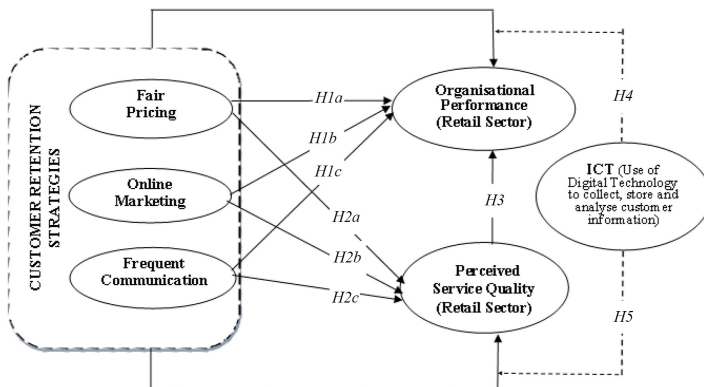 CUSTOMER RETENTION
STRATEGIES
Fair
Pricing
Online
Marketing
Frequent
Communication
H1a
H1b
H1c
H2a
H2b
H2c
Organisational
Performance
(Retail Sector)
H3
Perceived
Service Quality
(Retail Sector)
H4
ICT (Use of
Digital Technology
to collect, store and
analyse customer
information)
H5